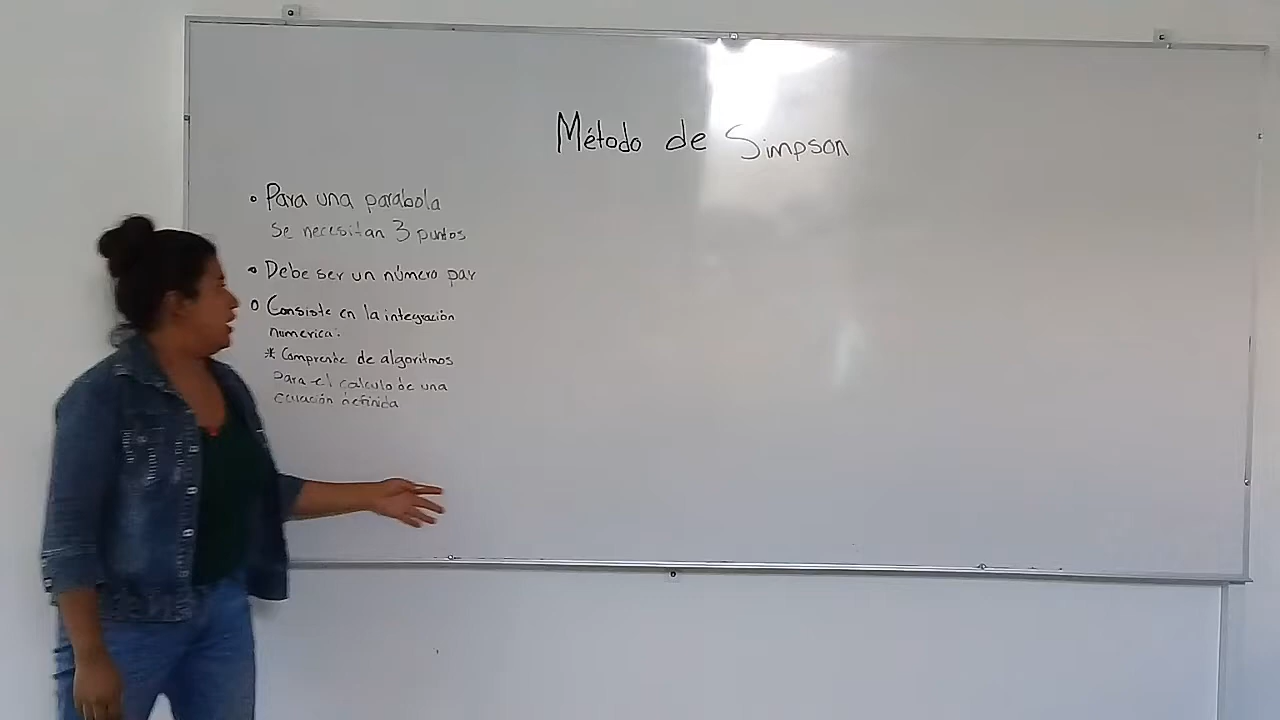 Método de Simpson
• Para una parabola
se necesitan 3 puntos
• Debe ser un número par
• Consiste en la integración
numerica:
* Comprende de algoritmos
para el calculo de una
ecuación definida